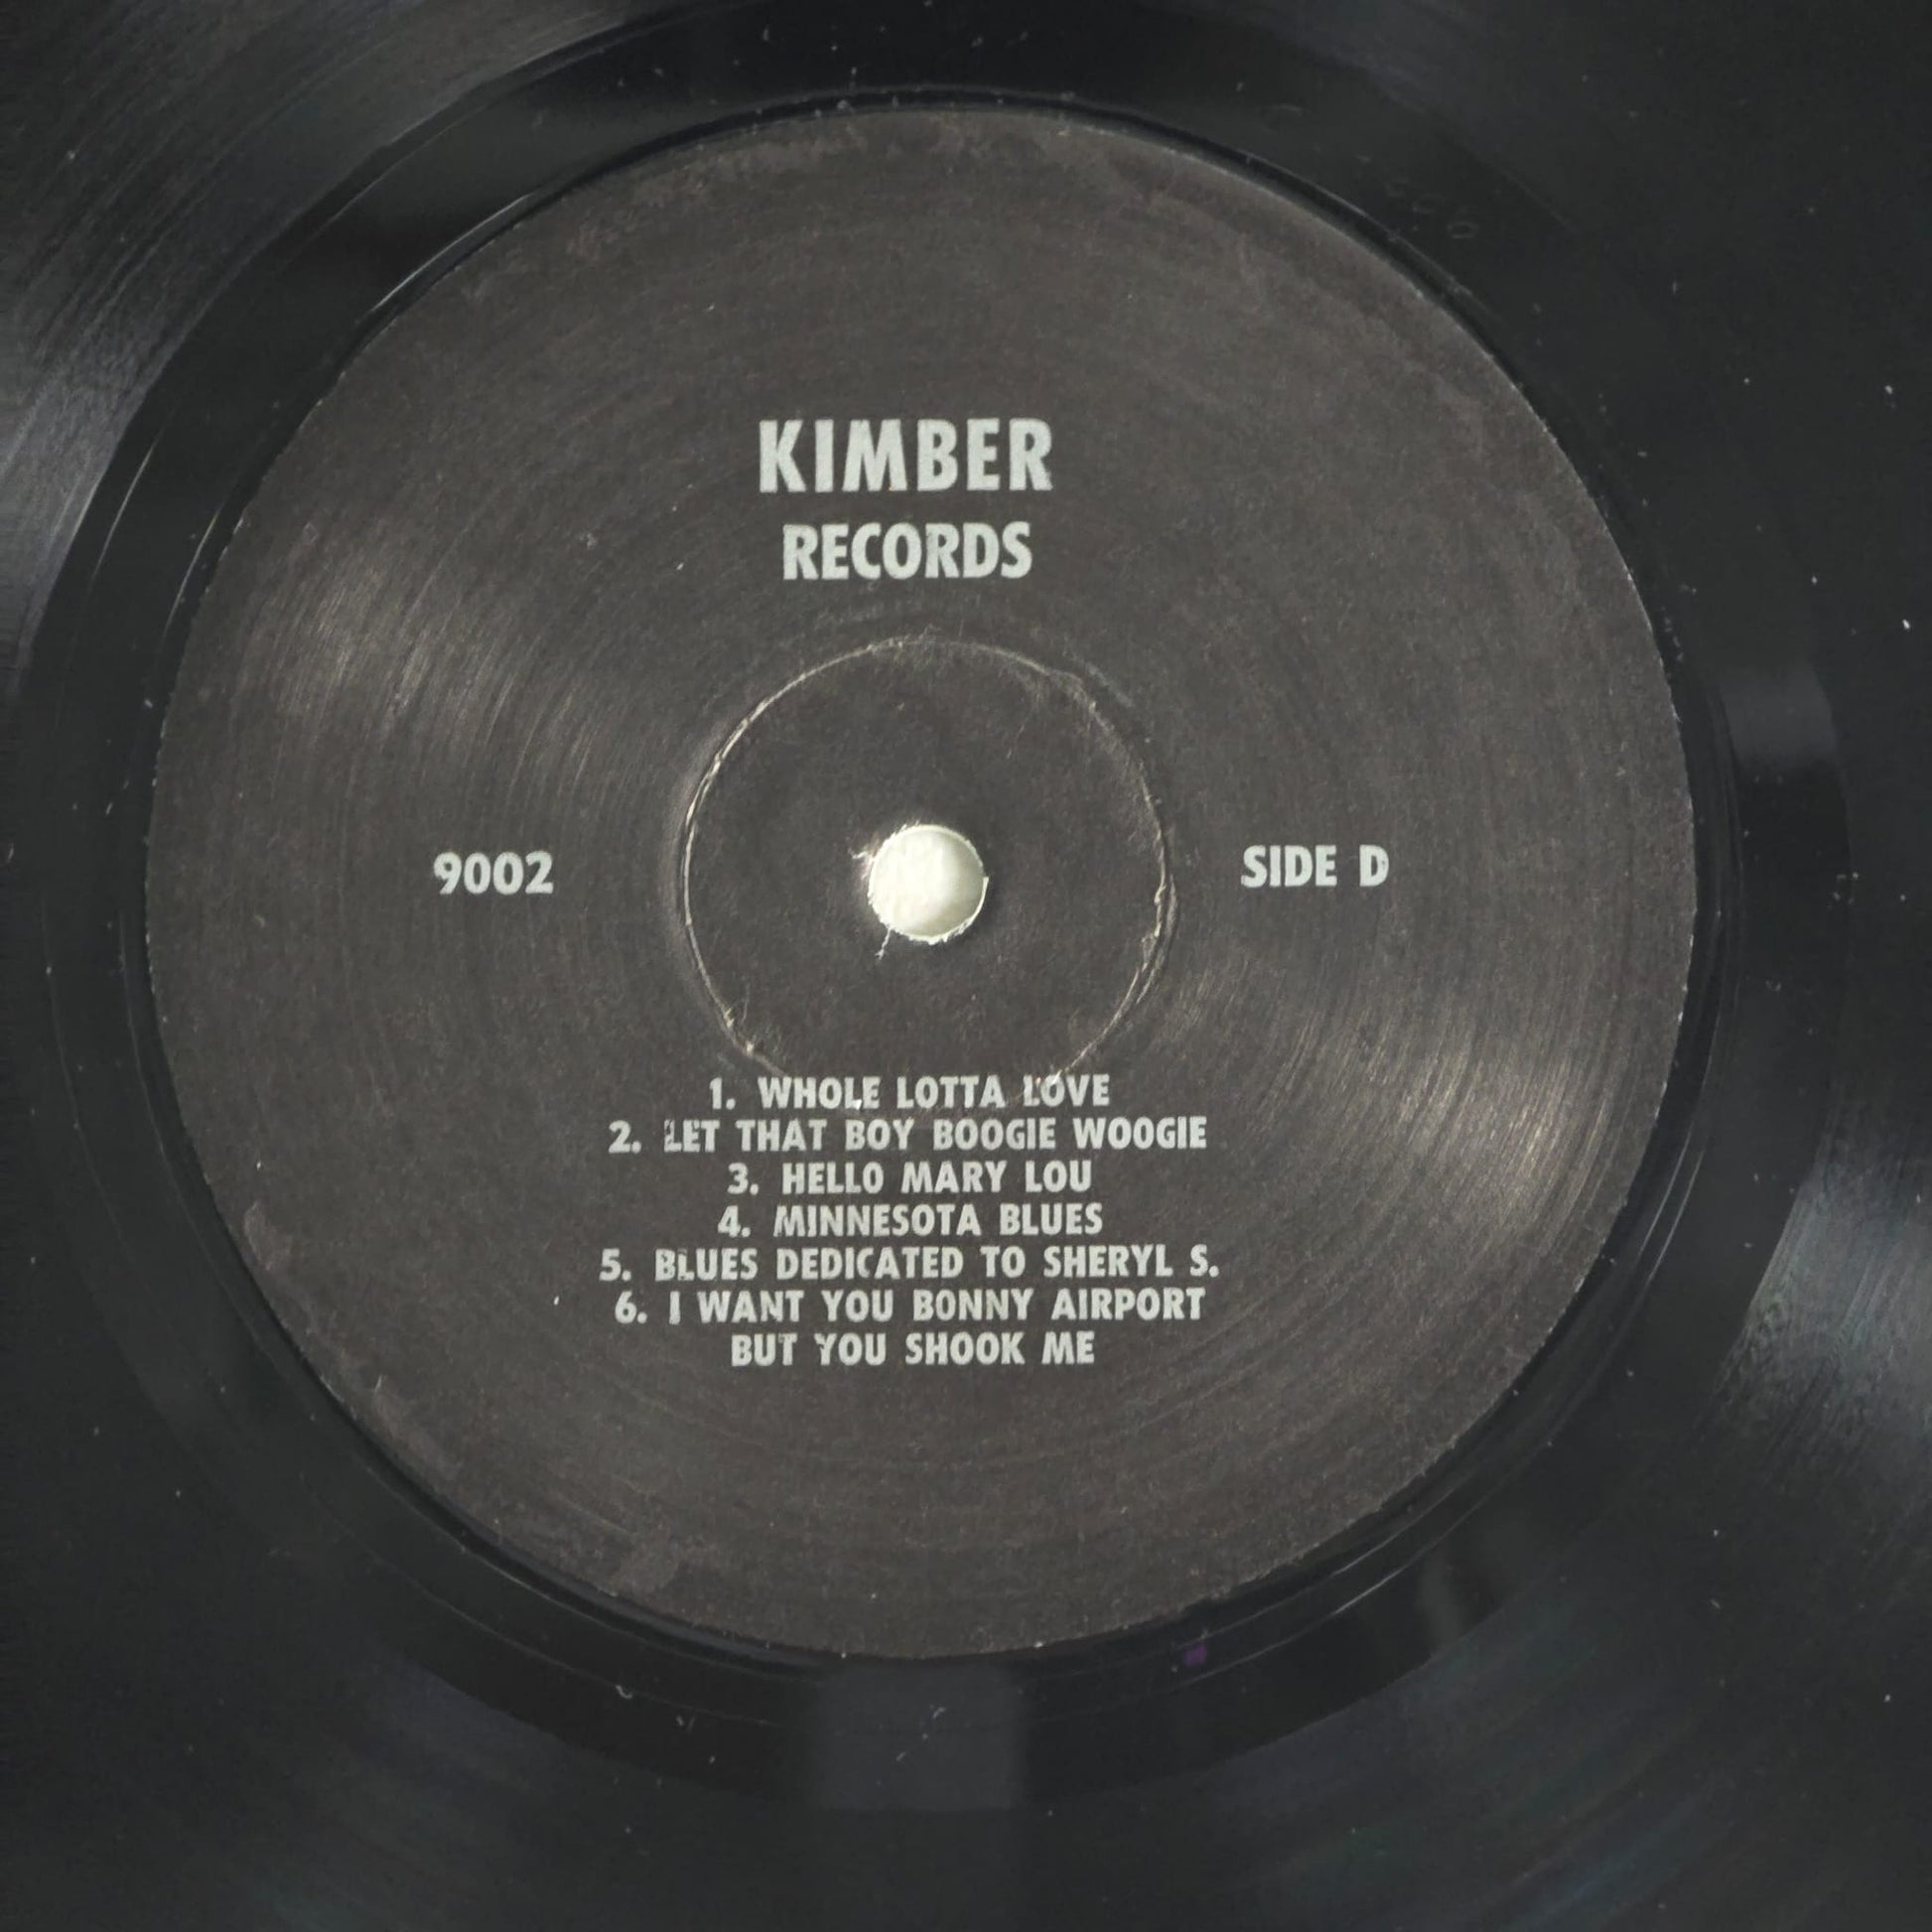 KIMBER
RECORDS
9002
SIDE D
1. WHOLE LOTTA LOVE
2. LET THAT BOY BOOGIE WOOGIE
3. HELLO MARY LOU
4. MINNESOTA BLUES
5. BLUES DEDICATED TO SHERYL S.
6. I WANT YOU BONNY AIRPORT
BUT YOU SHOOK ME